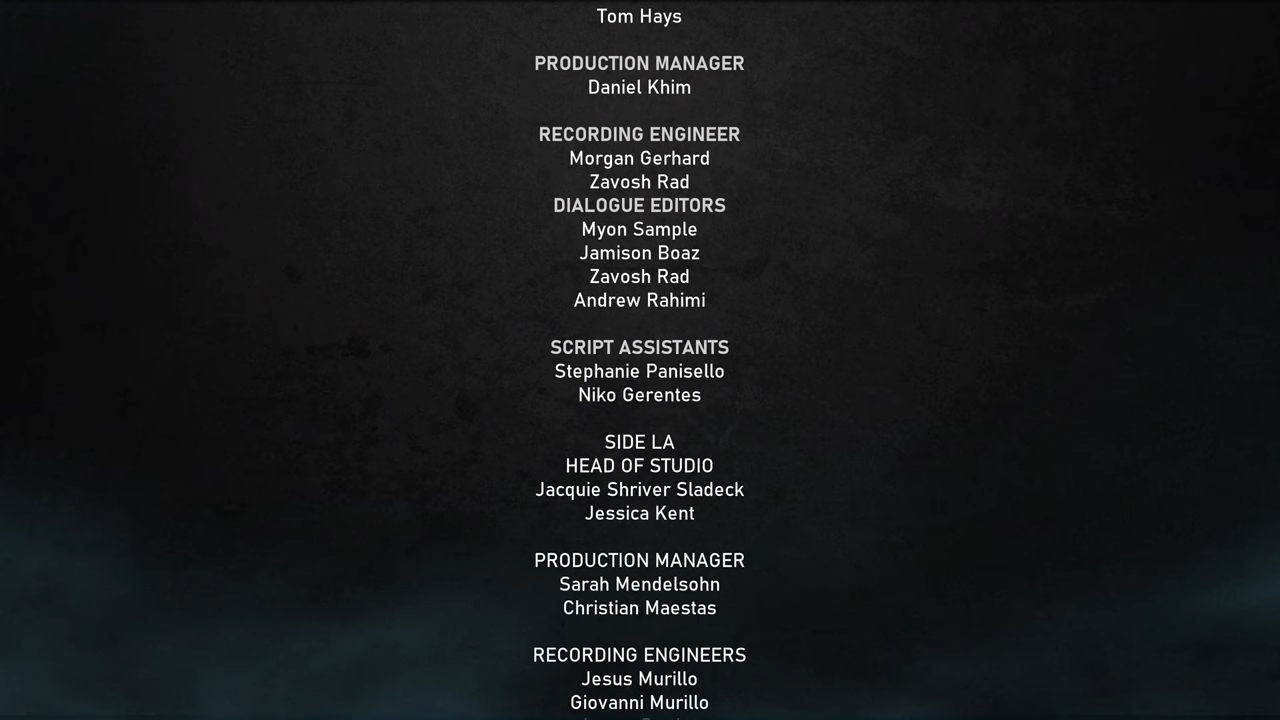 Tom Hays
PRODUCTION MANAGER
Daniel Khim
RECORDING ENGINEER
Morgan Gerhard
Zavosh Rad
DIALOGUE EDITORS
Myon Sample
Jamison Boaz
Zavosh Rad
Andrew Rahimi
SCRIPT ASSISTANTS
Stephanie Panisello
Niko Gerentes
SIDE LA
HEAD OF STUDIO
Jacquie Shriver Sladeck
Jessica Kent
PRODUCTION MANAGER
Sarah Mendelsohn
Christian Maestas
RECORDING ENGINEERS
Jesus Murillo
Giovanni Murillo